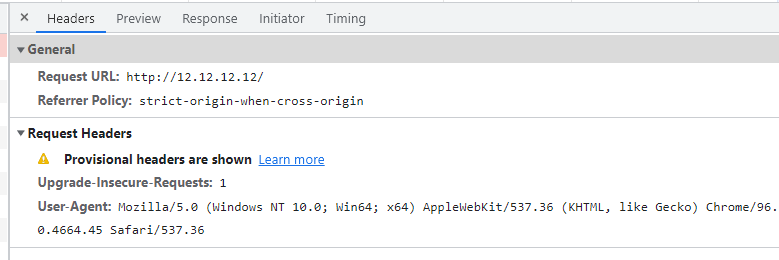 × Headers Preview Response Initiator Timing
▼ General
Request URL: http://12.12.12.12/
Referrer Policy: strict-origin-when-cross-origin
▼ Request Headers
Provisional headers are shown Learn more
Upgrade-Insecure-Requests: 1
User-Agent: Mozilla/5.0 (Windows NT 10.0; Win64; x64) AppleWebKit/537.36 (KHTML, like Gecko) Chrome/96.
0.4664.45 Safari/537.36